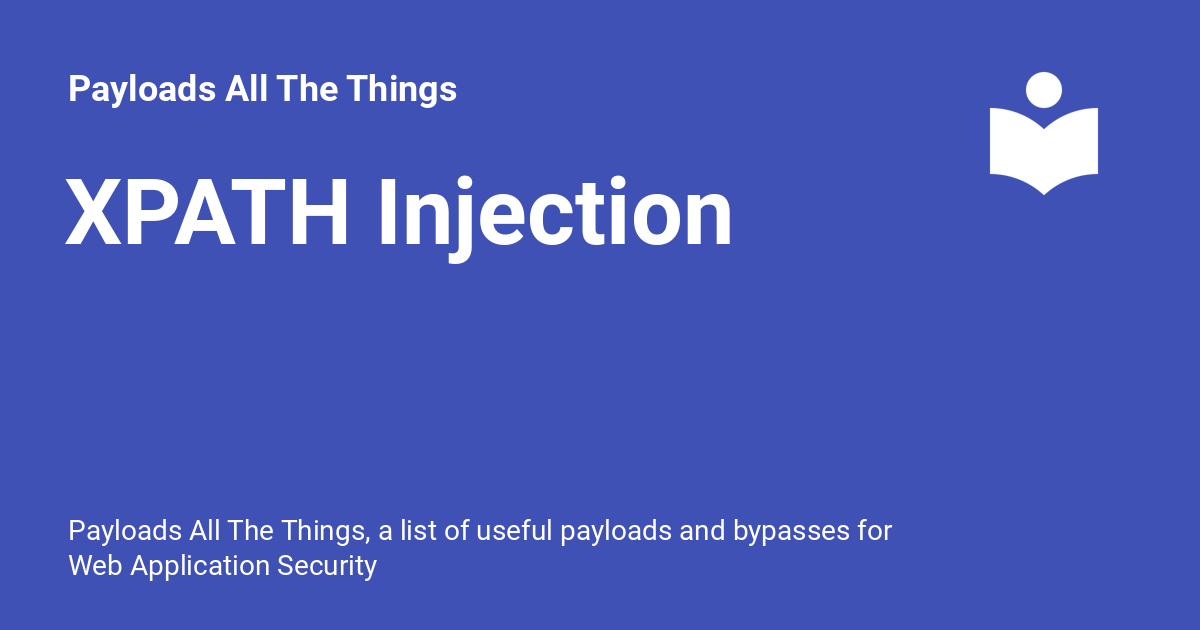 Payloads All The Things
XPATH Injection
Payloads All The Things, a list of useful payloads and bypasses for
Web Application Security